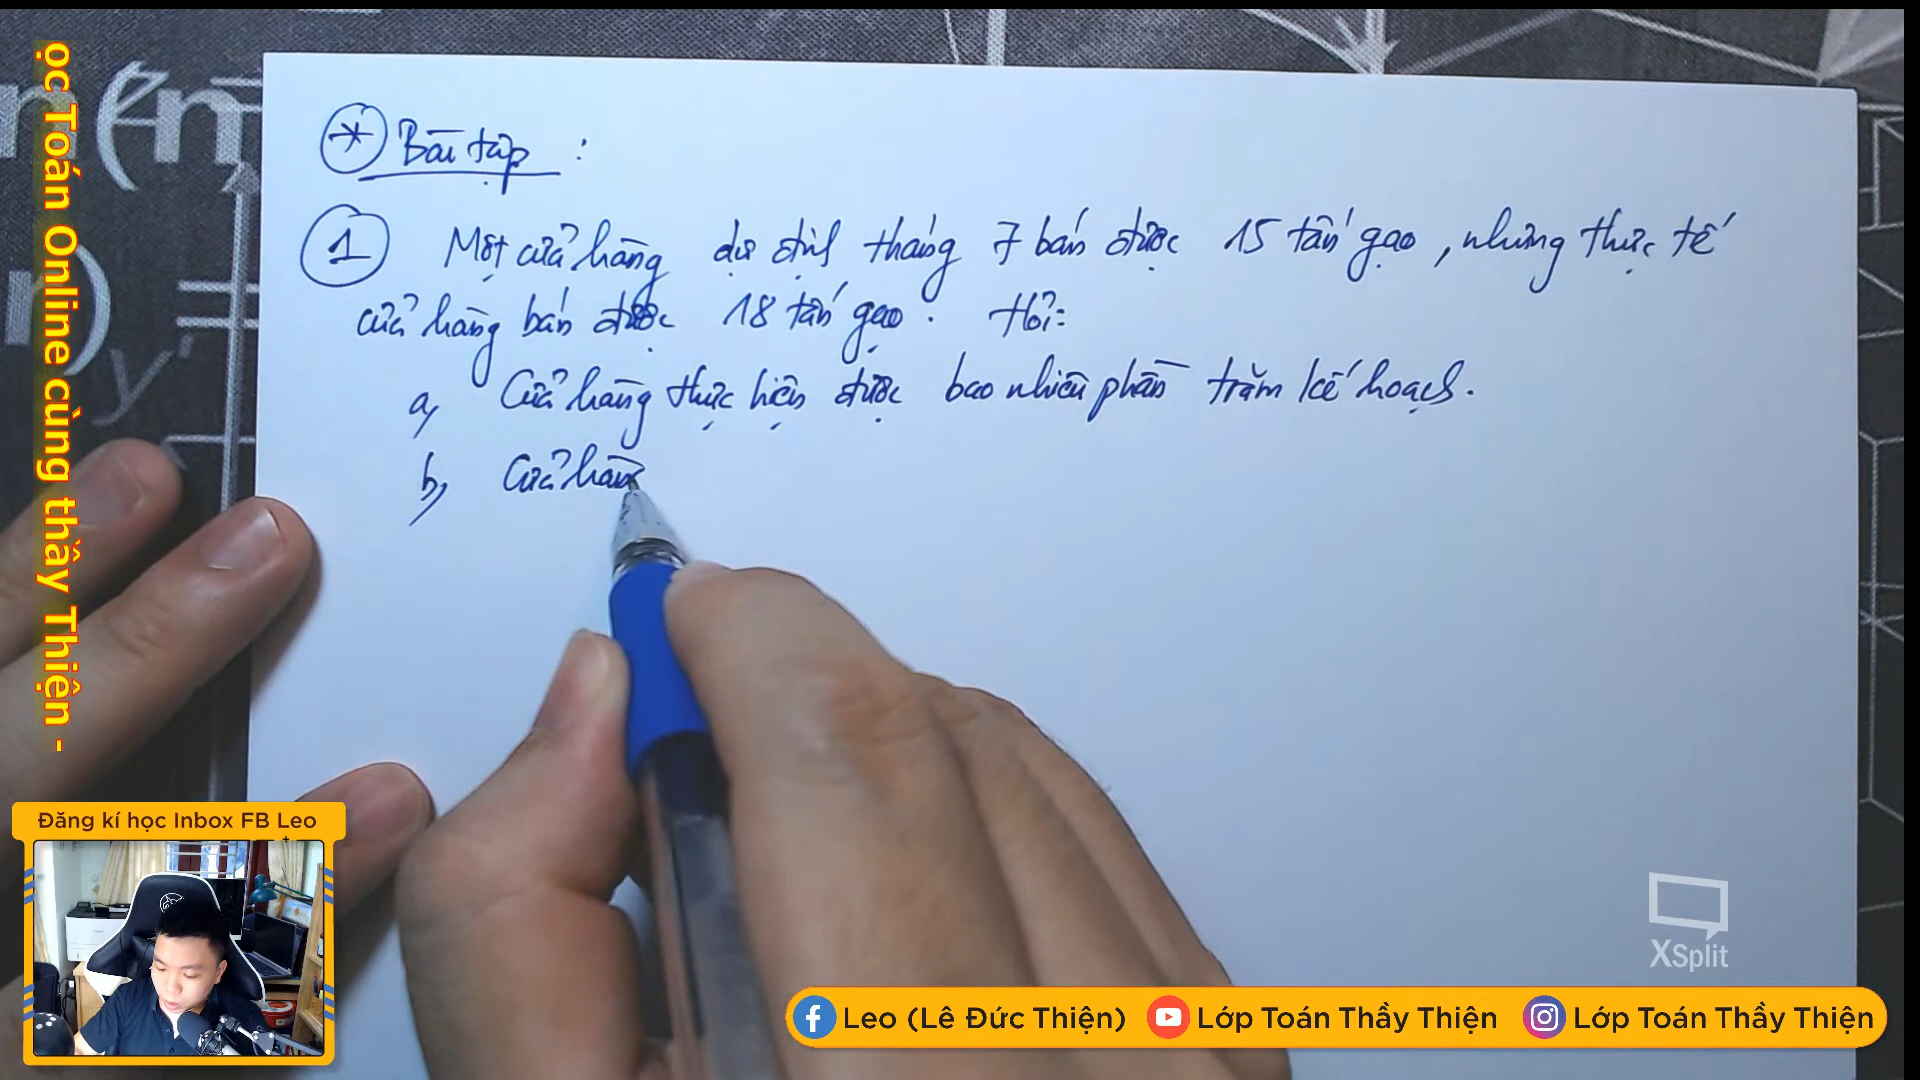 ọc Toán Online cùng thầy Thiện -
* Bài tập :
1 Một cửa hàng dự định tháng 7 bán được 15 tấn gạo, nhưng thực tế
cửa hàng bán được 18 tấn gạo. Hỏi:
a, Cửa hàng thực hiện được bao nhiêu phần trăm kế hoạch.
b, Cửa hàn
Đăng kí học Inbox FB Leo
XSplit
Leo (Lê Đức Thiện) Lớp Toán Thầy Thiện Lớp Toán Thầy Thiện